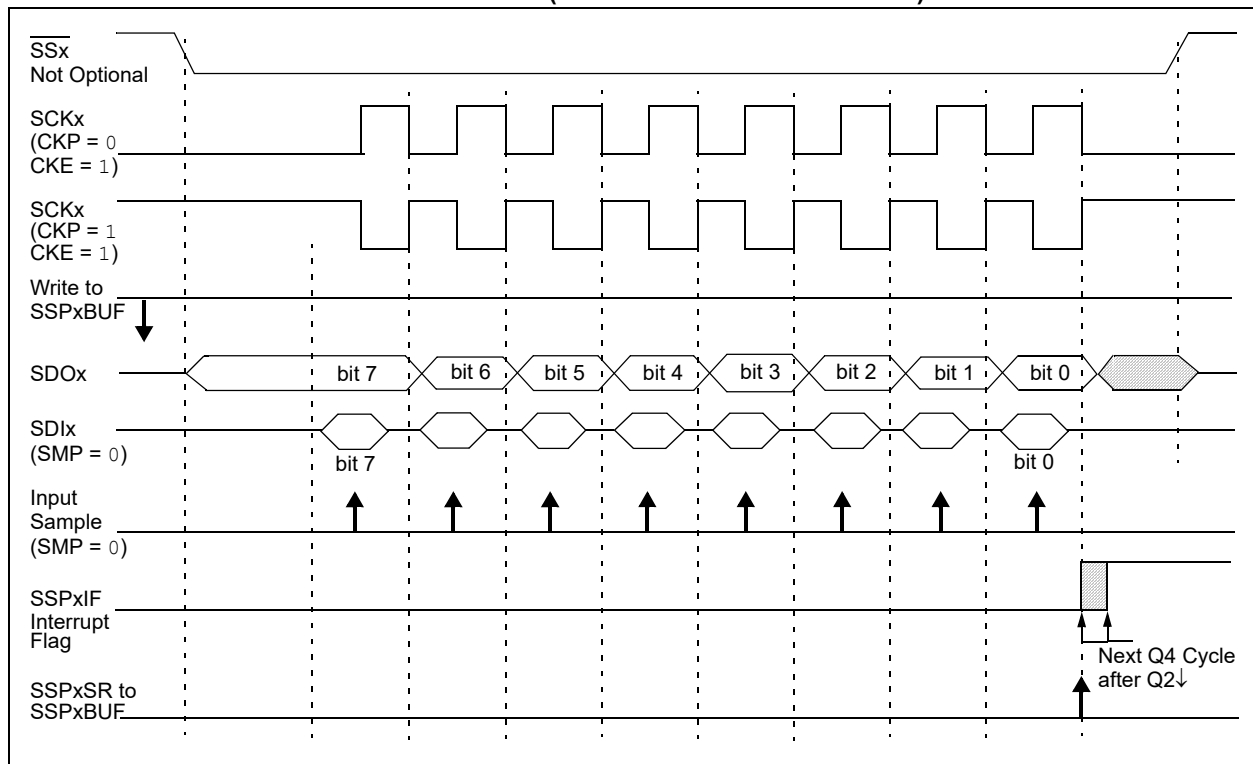 SSx
Not Optional
SCKx
(CKP = 0
CKE = 1)
SCKx
(CKP = 1
CKE = 1)
Write to
SSPxBUF
SDOx
bit 7 bit 6 bit 5 bit 4 bit 3 bit 2 bit 1 bit 0
SDIx
(SMP = 0)
bit 7 bit 0
Input
Sample
(SMP = 0)
SSPxIF
Interrupt
Flag
Next Q4 Cycle
after Q2↓
SSPxSR to
SSPxBUF